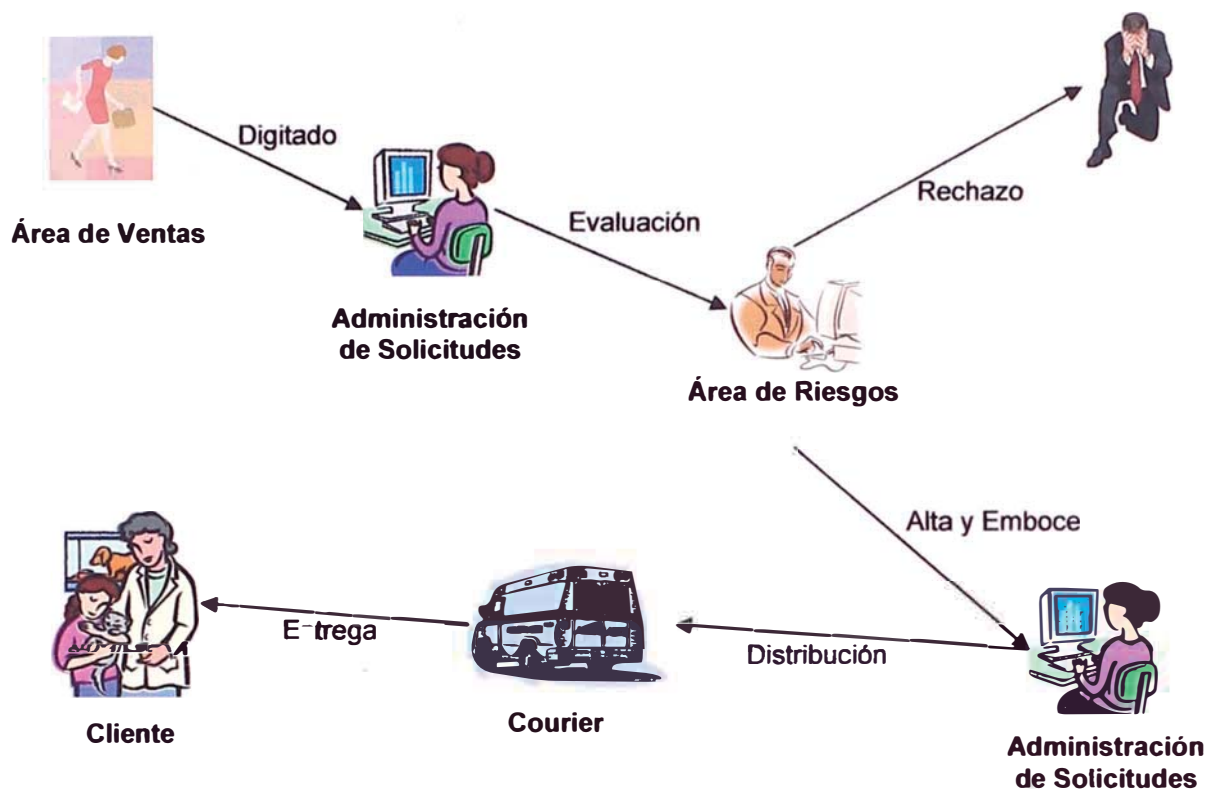 Digitado
Área de Ventas
Evaluación
Rechazo
Administración
de Solicitudes
Área de Riesgos
Alta y Emboce
E-trega
Distribución
Cliente
Courier
Administración
de Solicitudes